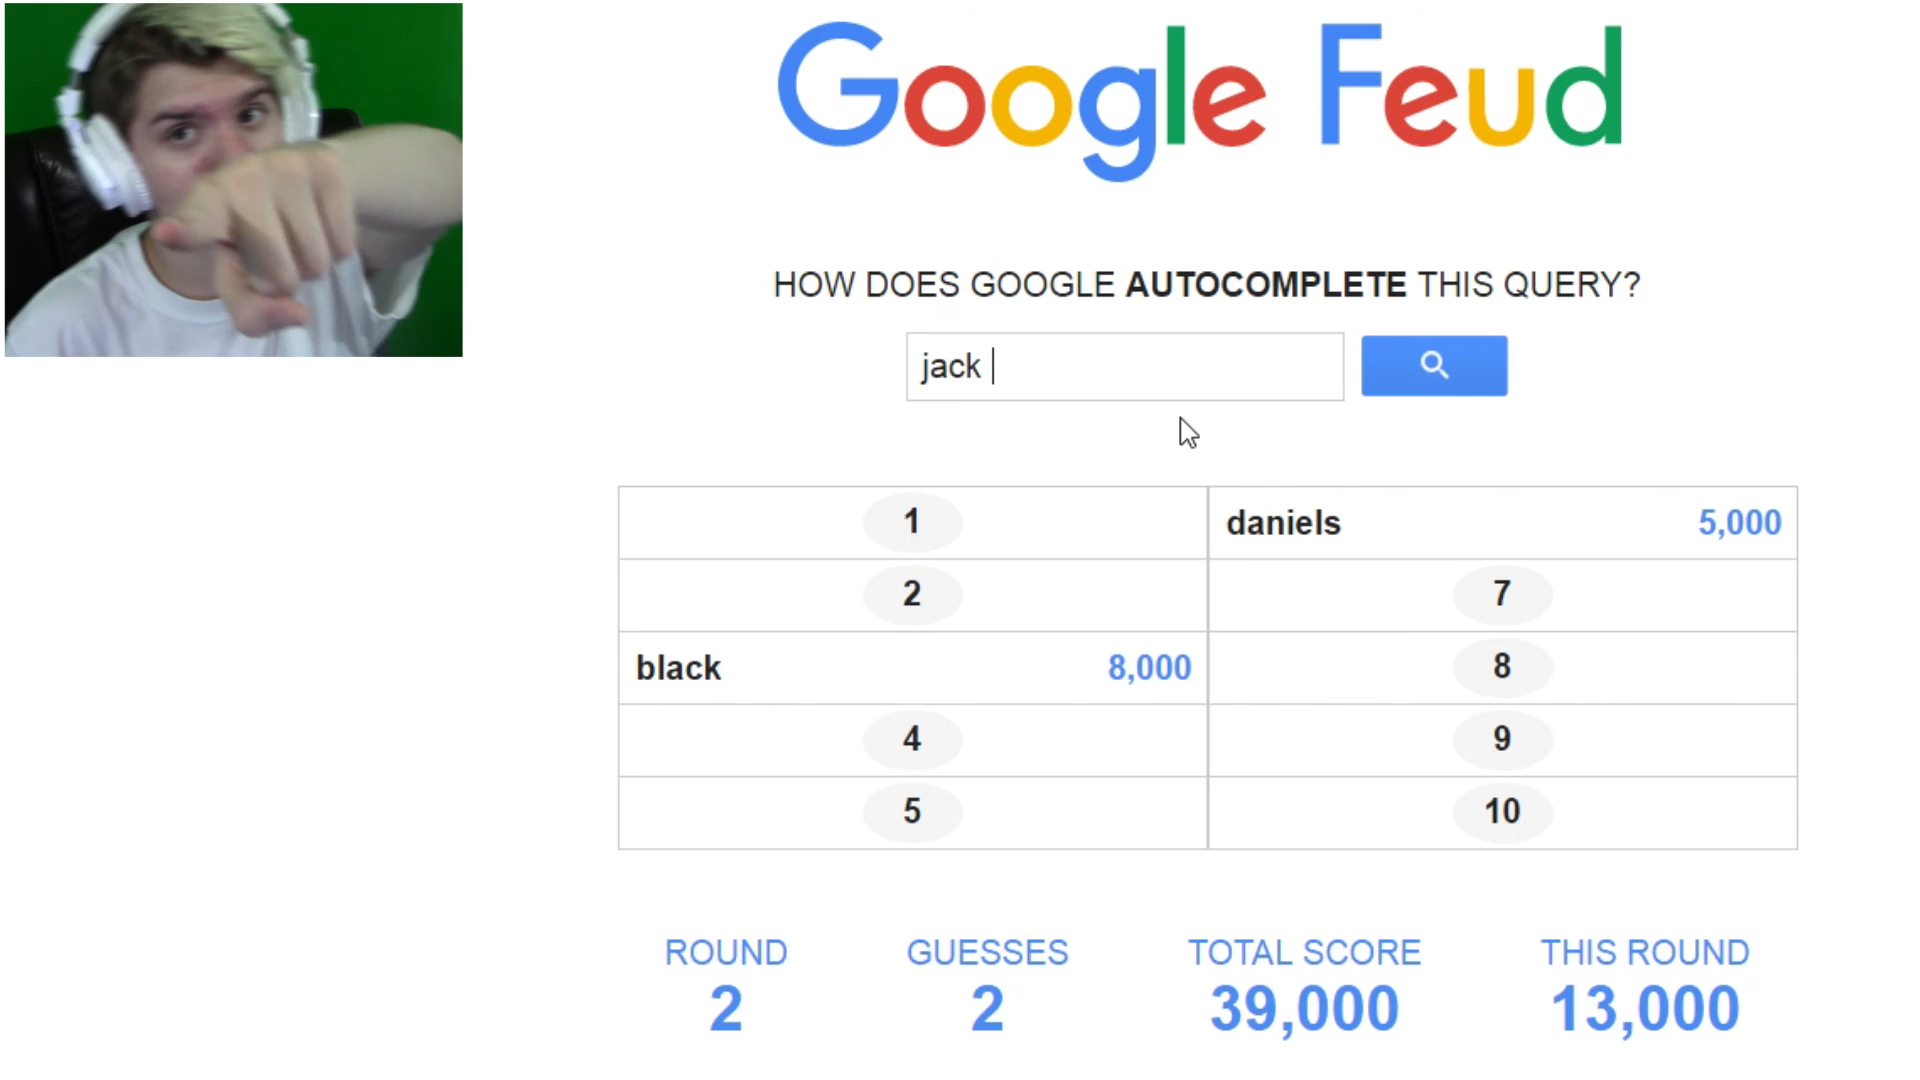 Google Feud
HOW DOES GOOGLE AUTOCOMPLETE THIS QUERY?
jack
1
daniels 5,000
2
7
black 8,000
8
4
9
5
10
ROUND GUESSES TOTAL SCORE THIS ROUND
2 2 39,000 13,000